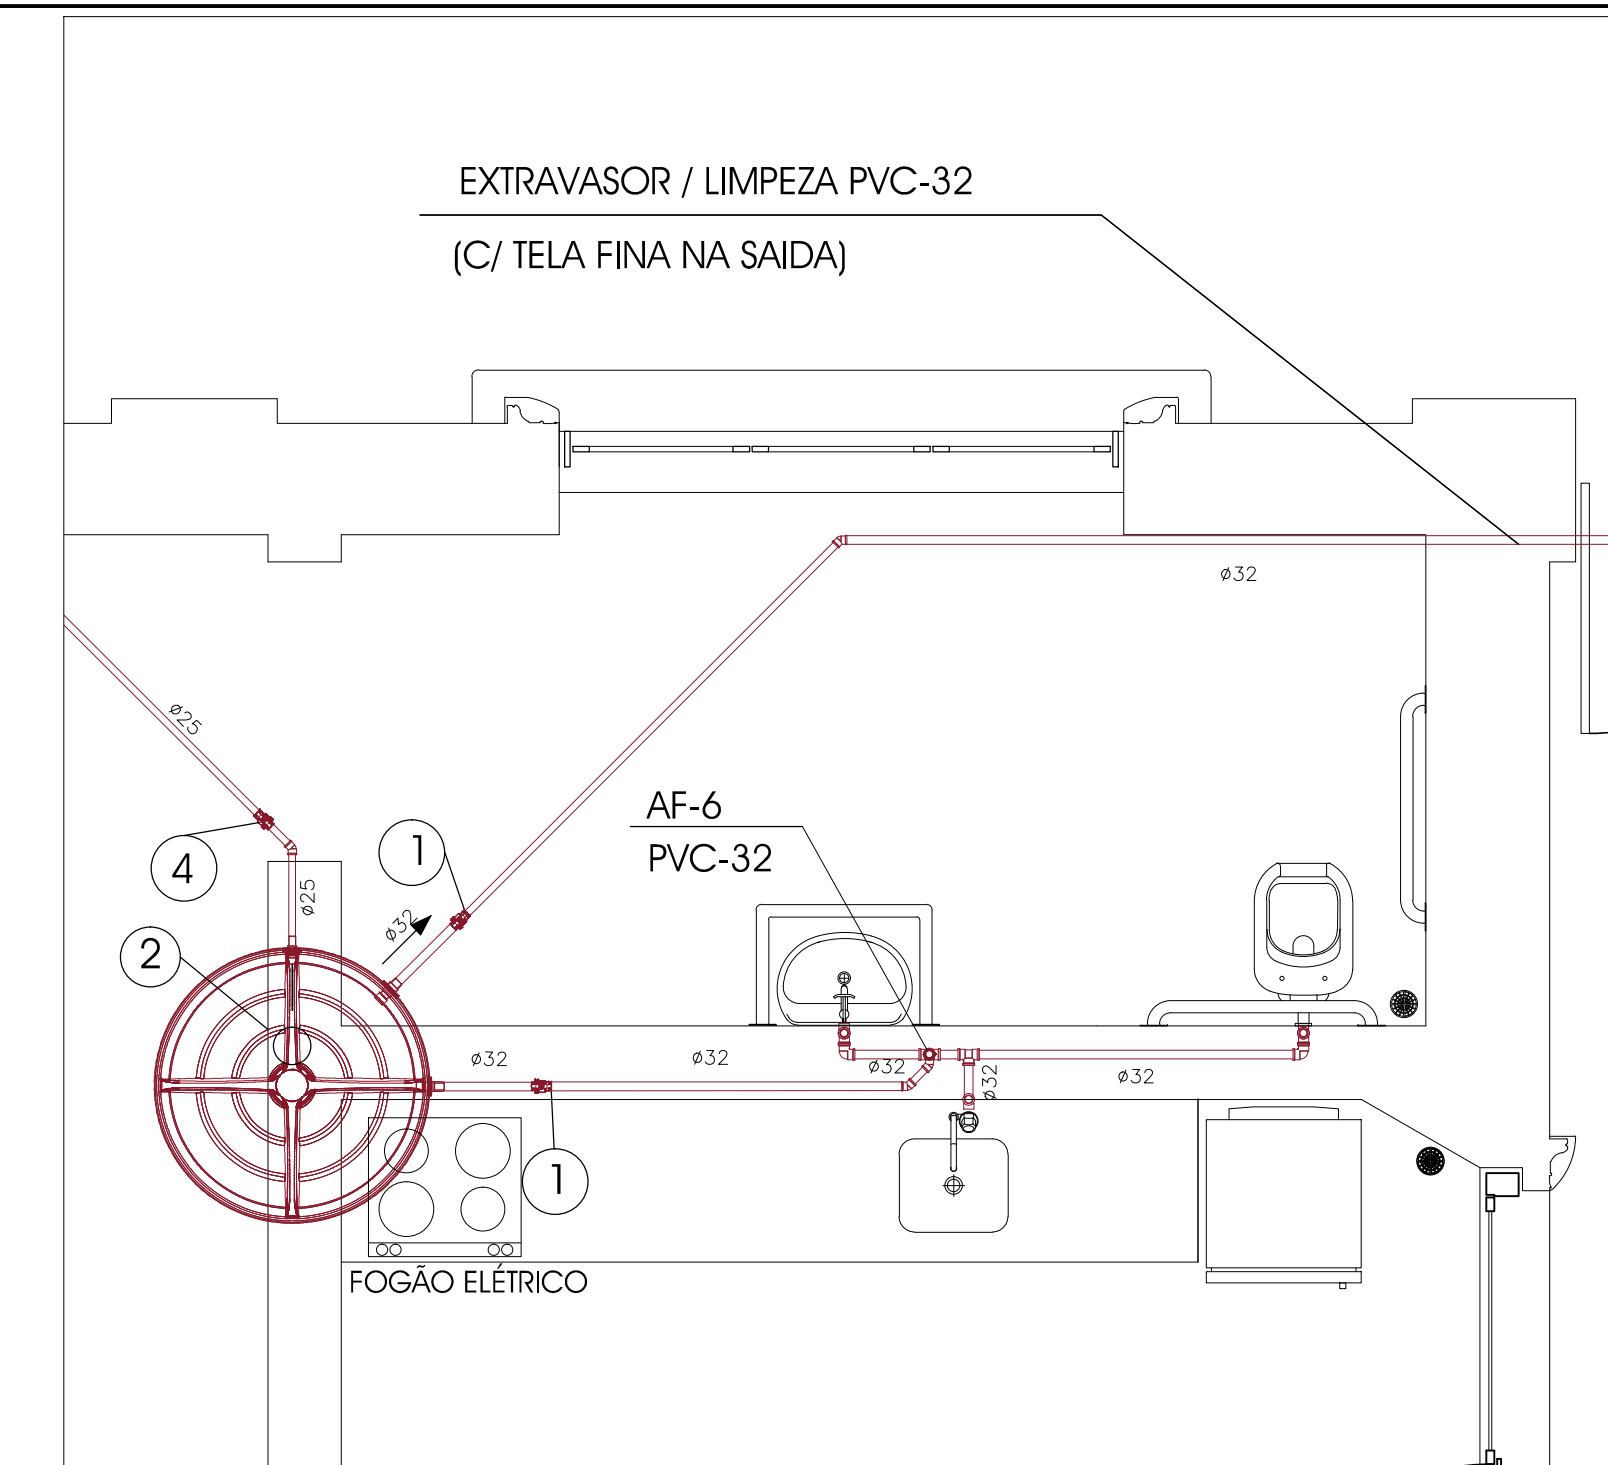 EXTRAVASOR / LIMPEZA PVC-32
(C/ TELA FINA NA SAIDA)
ø32
ø25
AF-6
PVC-32
1
4
ø25
ø32
2
ø32
ø32
ø32
ø32
ø32
1
FOGÃO ELÉTRICO